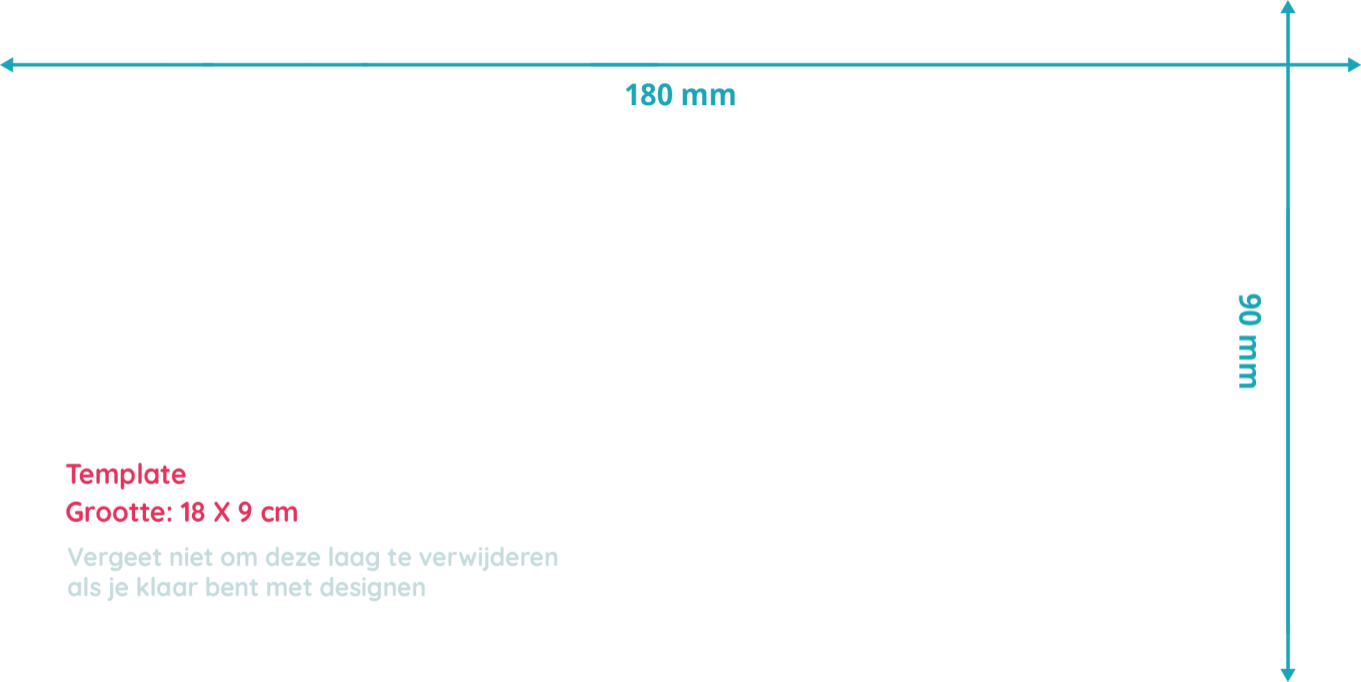 180 mm
90 mm
Template
Grootte: 18 X 9 cm
Vergeet niet om deze laag te verwijderen
als je klaar bent met designen